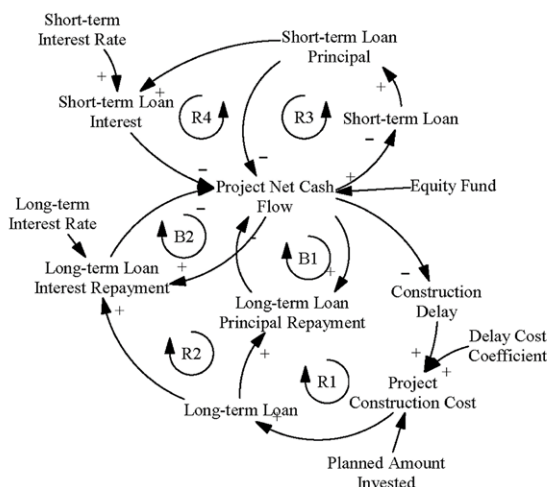 Short-term
Interest Rate
Short-term Loan
Principal
+
+
+
Short-term Loan
Interest
R4
R3
Short-term Loan
−
−
−
+
Project Net Cash
Flow
Equity Fund
Long-term
Interest Rate
−
B2
−
B1
+
+
−
Long-term Loan
Interest Repayment
+
Long-term Loan
Principal Repayment
Construction
Delay
R2
+
+
+
Delay Cost
Coefficient
R1
Project
Construction Cost
Long-term Loan
+
+
Planned Amount
Invested